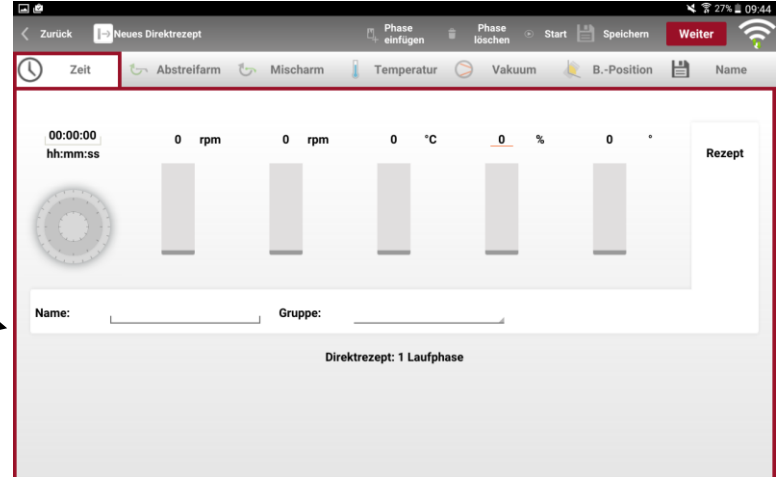 27% 09:44
Zurück Neues Direktrezept Phase einfügen Phase löschen Start Speichern Weiter
Zeit Abstreifarm Mischarm Temperatur Vakuum B.-Position Name
00:00:00 0 rpm 0 rpm 0 °C 0 % 0 °
hh:mm:ss Rezept
Name: Gruppe:
Direktrezept: 1 Laufphase